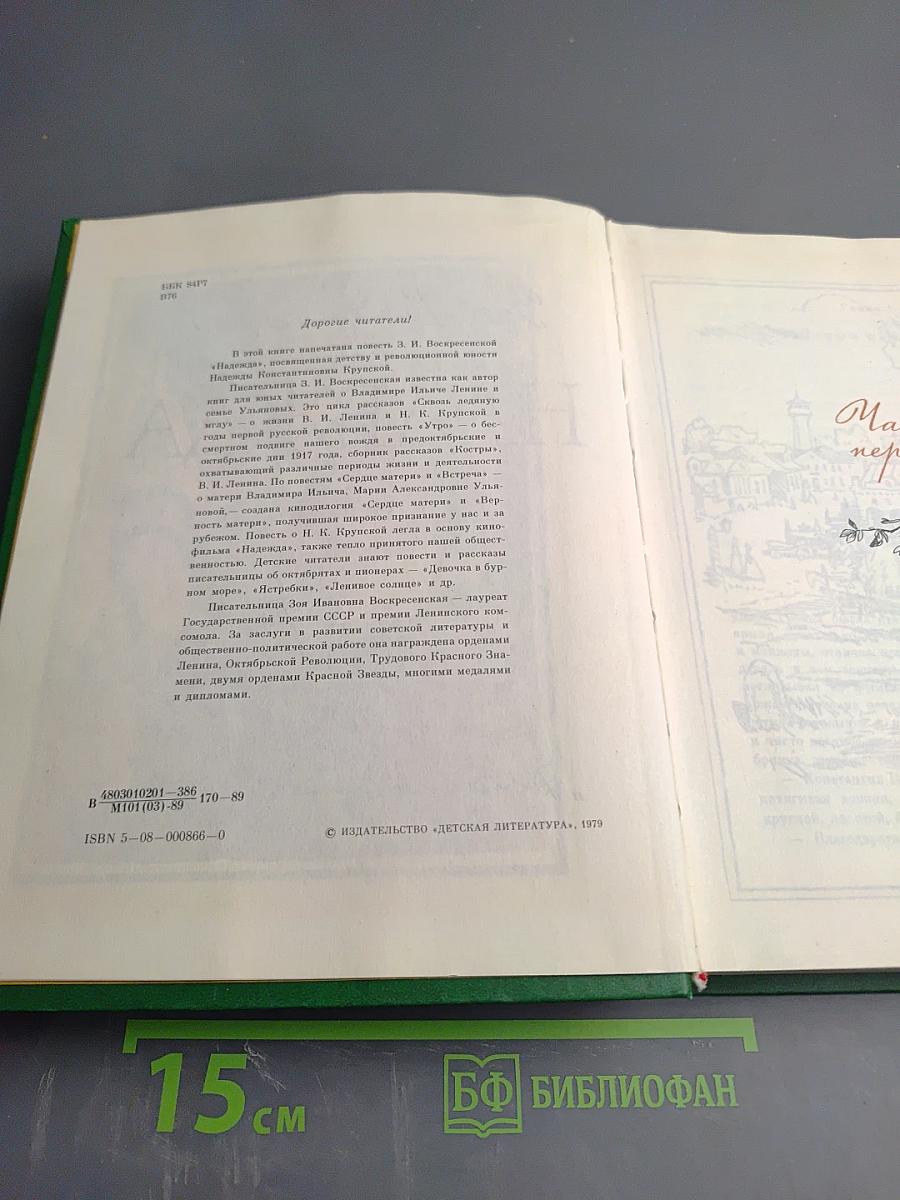 ББК 84Р7
В76
Дорогие читатели!
В этой книге напечатана повесть З. И. Воскресенской
«Надежда», посвященная детству и революционной юности
Надежды Константиновны Крупской.
Писательница З. И. Воскресенская известна как автор
книг для юных читателей о Владимире Ильиче Ленине и
семье Ульяновых. Это цикл рассказов «Сквозь ледяную
мглу» — о жизни В. И. Ленина и Н. К. Крупской в
годы первой русской революции, повесть «Утро» — о бес-
смертном подвиге нашего вождя в предоктябрьские и
октябрьские дни 1917 года, сборник рассказов «Костры»,
охватывающий различные периоды жизни и деятельности
В. И. Ленина. По повестям «Сердце матери» и «Встреча» —
о матери Владимира Ильича, Марии Александровне Улья-
новой,— создана кинодилогия «Сердце матери» и «Вер-
ность матери», получившая широкое признание у нас и за
рубежом. Повесть о Н. К. Крупской легла в основу кино-
фильма «Надежда», также тепло принятого нашей общест-
венностью. Детские читатели знают повести и рассказы
писательницы об октябрятах и пионерах — «Девочка в бур-
ном море», «Ястребки», «Ленивое солнце» и др.
Писательница Зоя Ивановна Воскресенская — лауреат
Государственной премии СССР и премии Ленинского ком-
сомола. За заслуги в развитии советской литературы и
общественно-политической работе она награждена орденами
Ленина, Октябрьской Революции, Трудового Красного Зна-
мени, двумя орденами Красной Звезды, многими медалями
и дипломами.
В 4803010201—386 170—89
М101(03)-89
ISBN 5—08—000866—0
© ИЗДАТЕЛЬСТВО «ДЕТСКАЯ ЛИТЕРАТУРА», 1979
Ча
пер
15 см
БФ БИБЛИОФАН